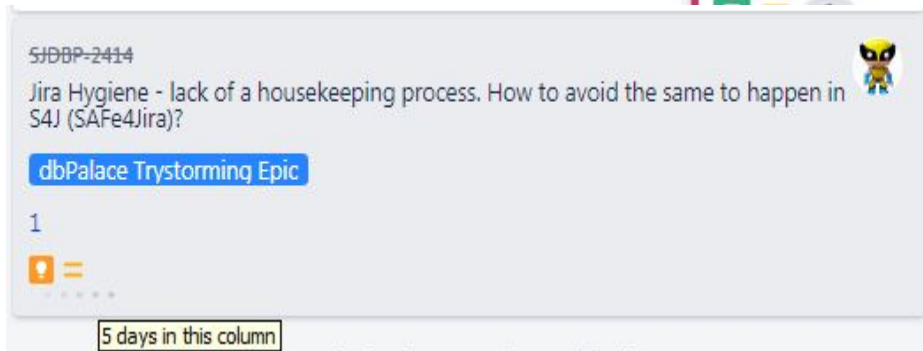 SJDBP-2414
Jira Hygiene - lack of a housekeeping process. How to avoid the same to happen in
S4J (SAFe4Jira)?
dbPalace Trystorming Epic
1
5 days in this column